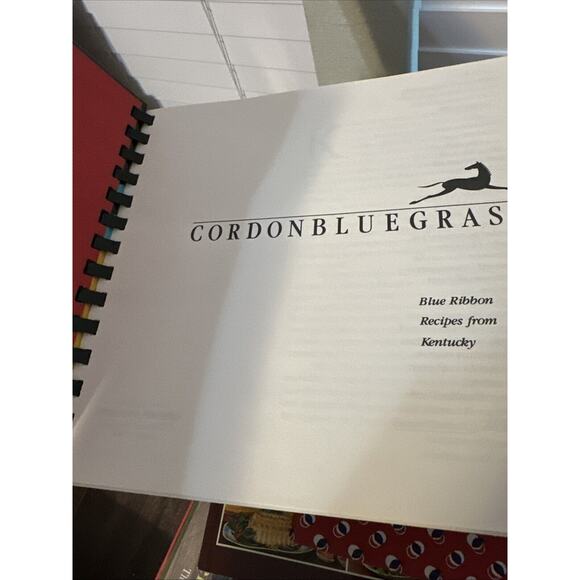 CORDONBLUEGRAS
Blue Ribbon
Recipes from
Kentucky